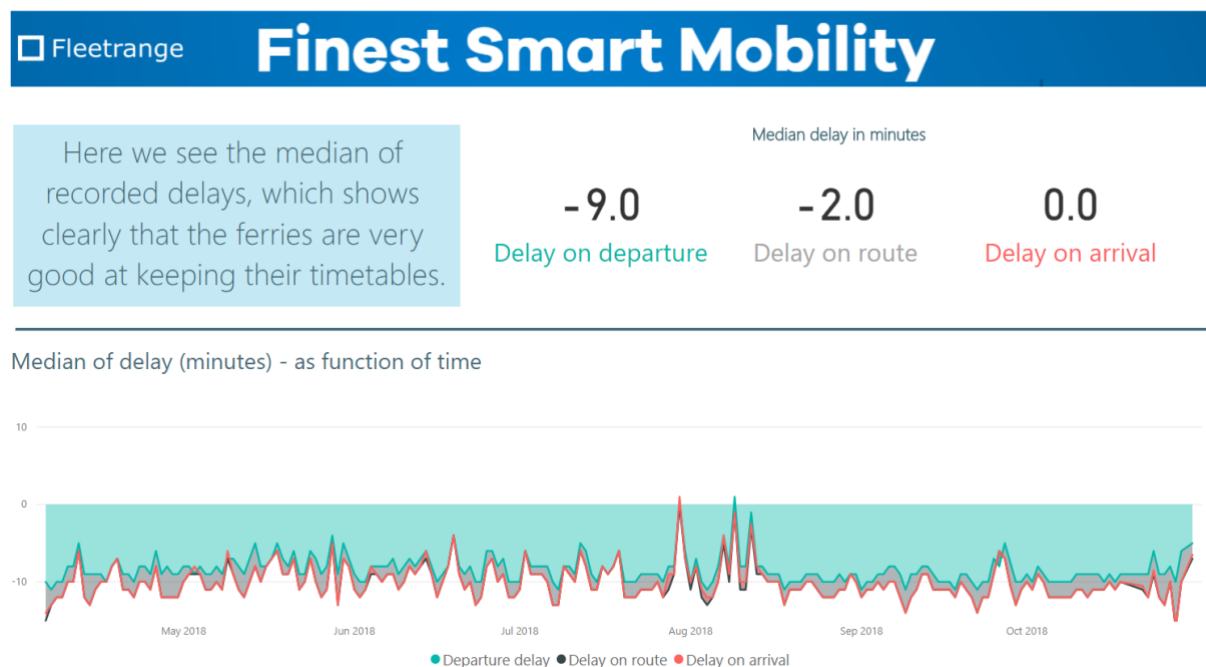 Fleetrange
Finest Smart Mobility
Here we see the median of
recorded delays, which shows
clearly that the ferries are very
good at keeping their timetables.
Median delay in minutes
-9.0
Delay on departure
-2.0
Delay on route
0.0
Delay on arrival
Median of delay (minutes) - as function of time
10
0
-10
May 2018
Jun 2018
Jul 2018
Aug 2018
Sep 2018
Oct 2018
Departure delay
Delay on route
Delay on arrival